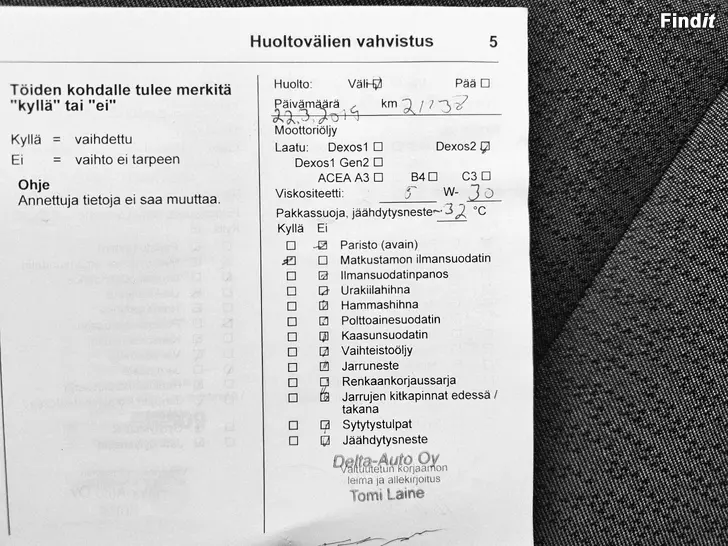 Findit
Huoltovälien vahvistus 5
Töiden kohdalle tulee merkitä
"kyllä" tai "ei"
Kyllä = vaihdettu
Ei = vaihto ei tarpeen
Ohje
Annettuja tietoja ei saa muuttaa.
Huolto: Väli Pää
Päivämäärä km 21138
22.3.2019
Moottoriöljy
Laatu: Dexos1 Dexos2
Dexos1 Gen2
ACEA A3 B4 C3
Viskositeetti: 5 W- 30
Pakkassuoja, jäähdytysneste -32 °C
Kyllä Ei
Paristo (avain)
Matkustamon ilmansuodatin
Ilmansuodatinpanos
Urakiilahihna
Hammashihna
Polttoainesuodatin
Kaasunsuodatin
Vaihteistoöljy
Jarruneste
Renkaankorjaussarja
Jarrujen kitkapinnat edessä /
takana
Sytytystulpat
Jäähdytysneste
Delta-Auto Oy
Valtuutetun korjaamon
leima ja allekirjoitus
Tomi Laine